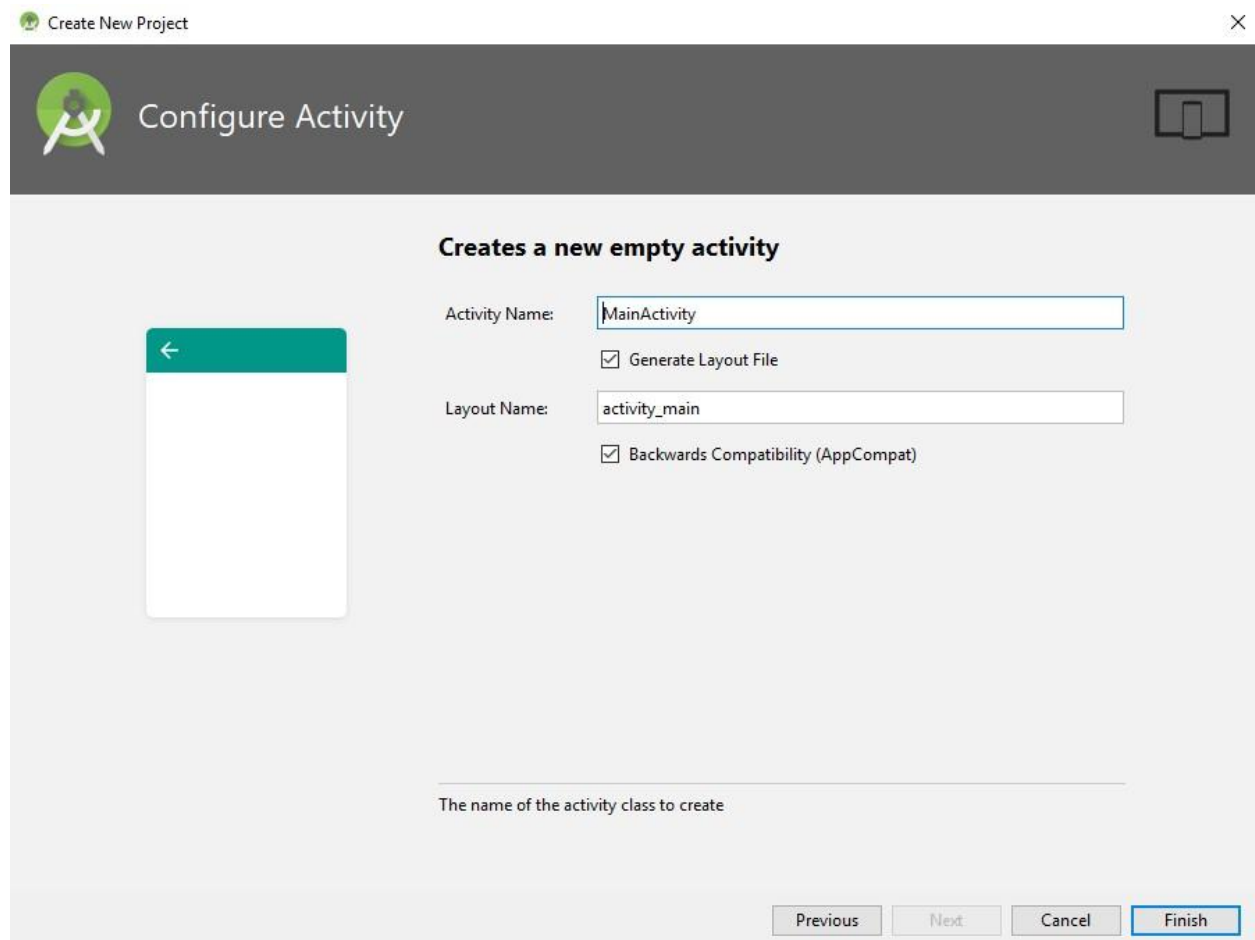 Create New Project
Configure Activity
Creates a new empty activity
Activity Name: MainActivity
Generate Layout File
Layout Name: activity_main
Backwards Compatibility (AppCompat)
The name of the activity class to create
Previous Next Cancel Finish